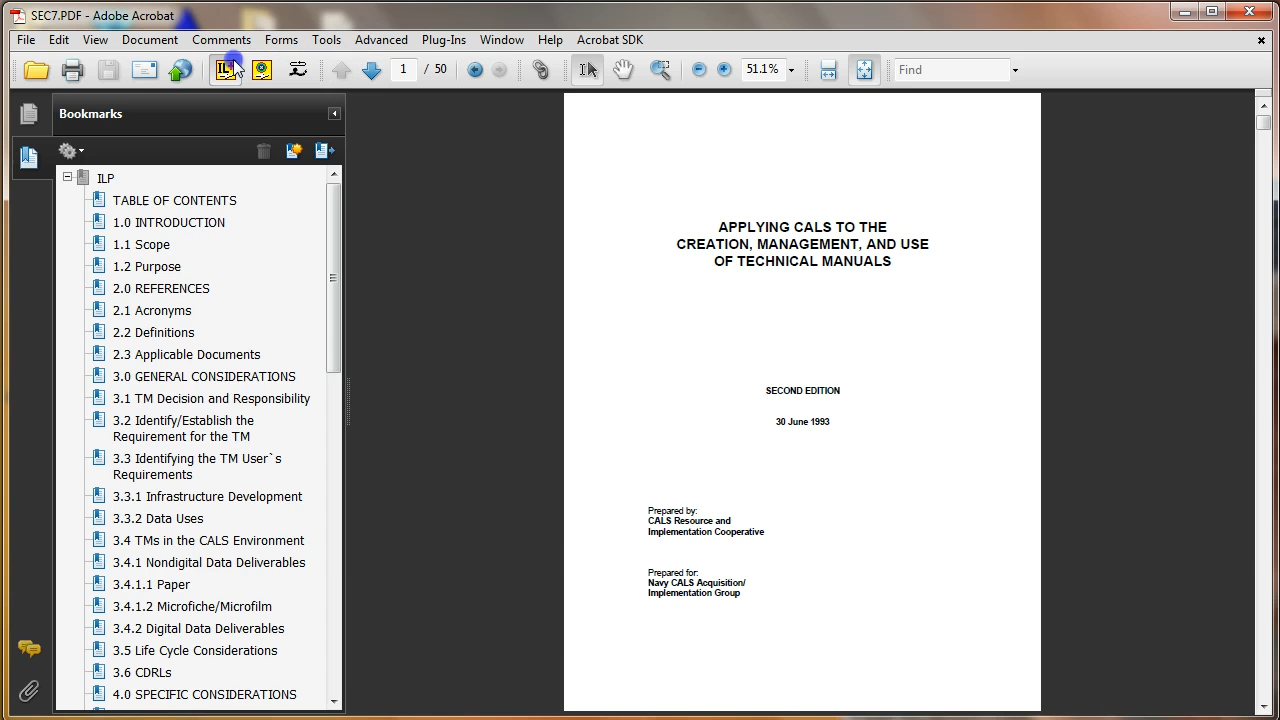 SEC7.PDF - Adobe Acrobat
File Edit View Document Comments Forms Tools Advanced Plug-Ins Window Help Acrobat SDK
1 / 50 51.1% Find
Bookmarks
ILP
TABLE OF CONTENTS
1.0 INTRODUCTION
1.1 Scope
1.2 Purpose
2.0 REFERENCES
2.1 Acronyms
2.2 Definitions
2.3 Applicable Documents
3.0 GENERAL CONSIDERATIONS
3.1 TM Decision and Responsibility
3.2 Identify/Establish the
Requirement for the TM
3.3 Identifying the TM User`s
Requirements
3.3.1 Infrastructure Development
3.3.2 Data Uses
3.4 TMs in the CALS Environment
3.4.1 Nondigital Data Deliverables
3.4.1.1 Paper
3.4.1.2 Microfiche/Microfilm
3.4.2 Digital Data Deliverables
3.5 Life Cycle Considerations
3.6 CDRLs
4.0 SPECIFIC CONSIDERATIONS
APPLYING CALS TO THE
CREATION, MANAGEMENT, AND USE
OF TECHNICAL MANUALS
SECOND EDITION
30 June 1993
Prepared by:
CALS Resource and
Implementation Cooperative
Prepared for:
Navy CALS Acquisition/
Implementation Group